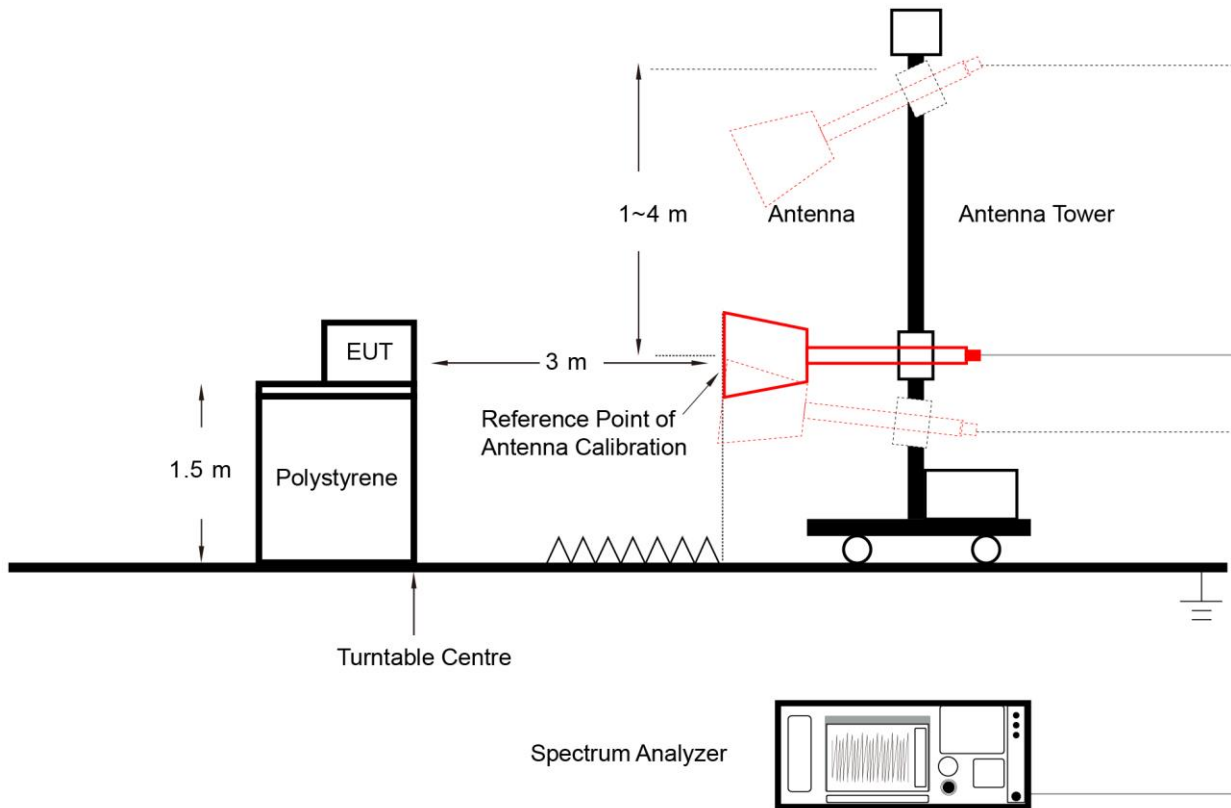 1~4 m
Antenna
Antenna Tower
EUT
3 m
Reference Point of
Antenna Calibration
1.5 m
Polystyrene
Turntable Centre
Spectrum Analyzer